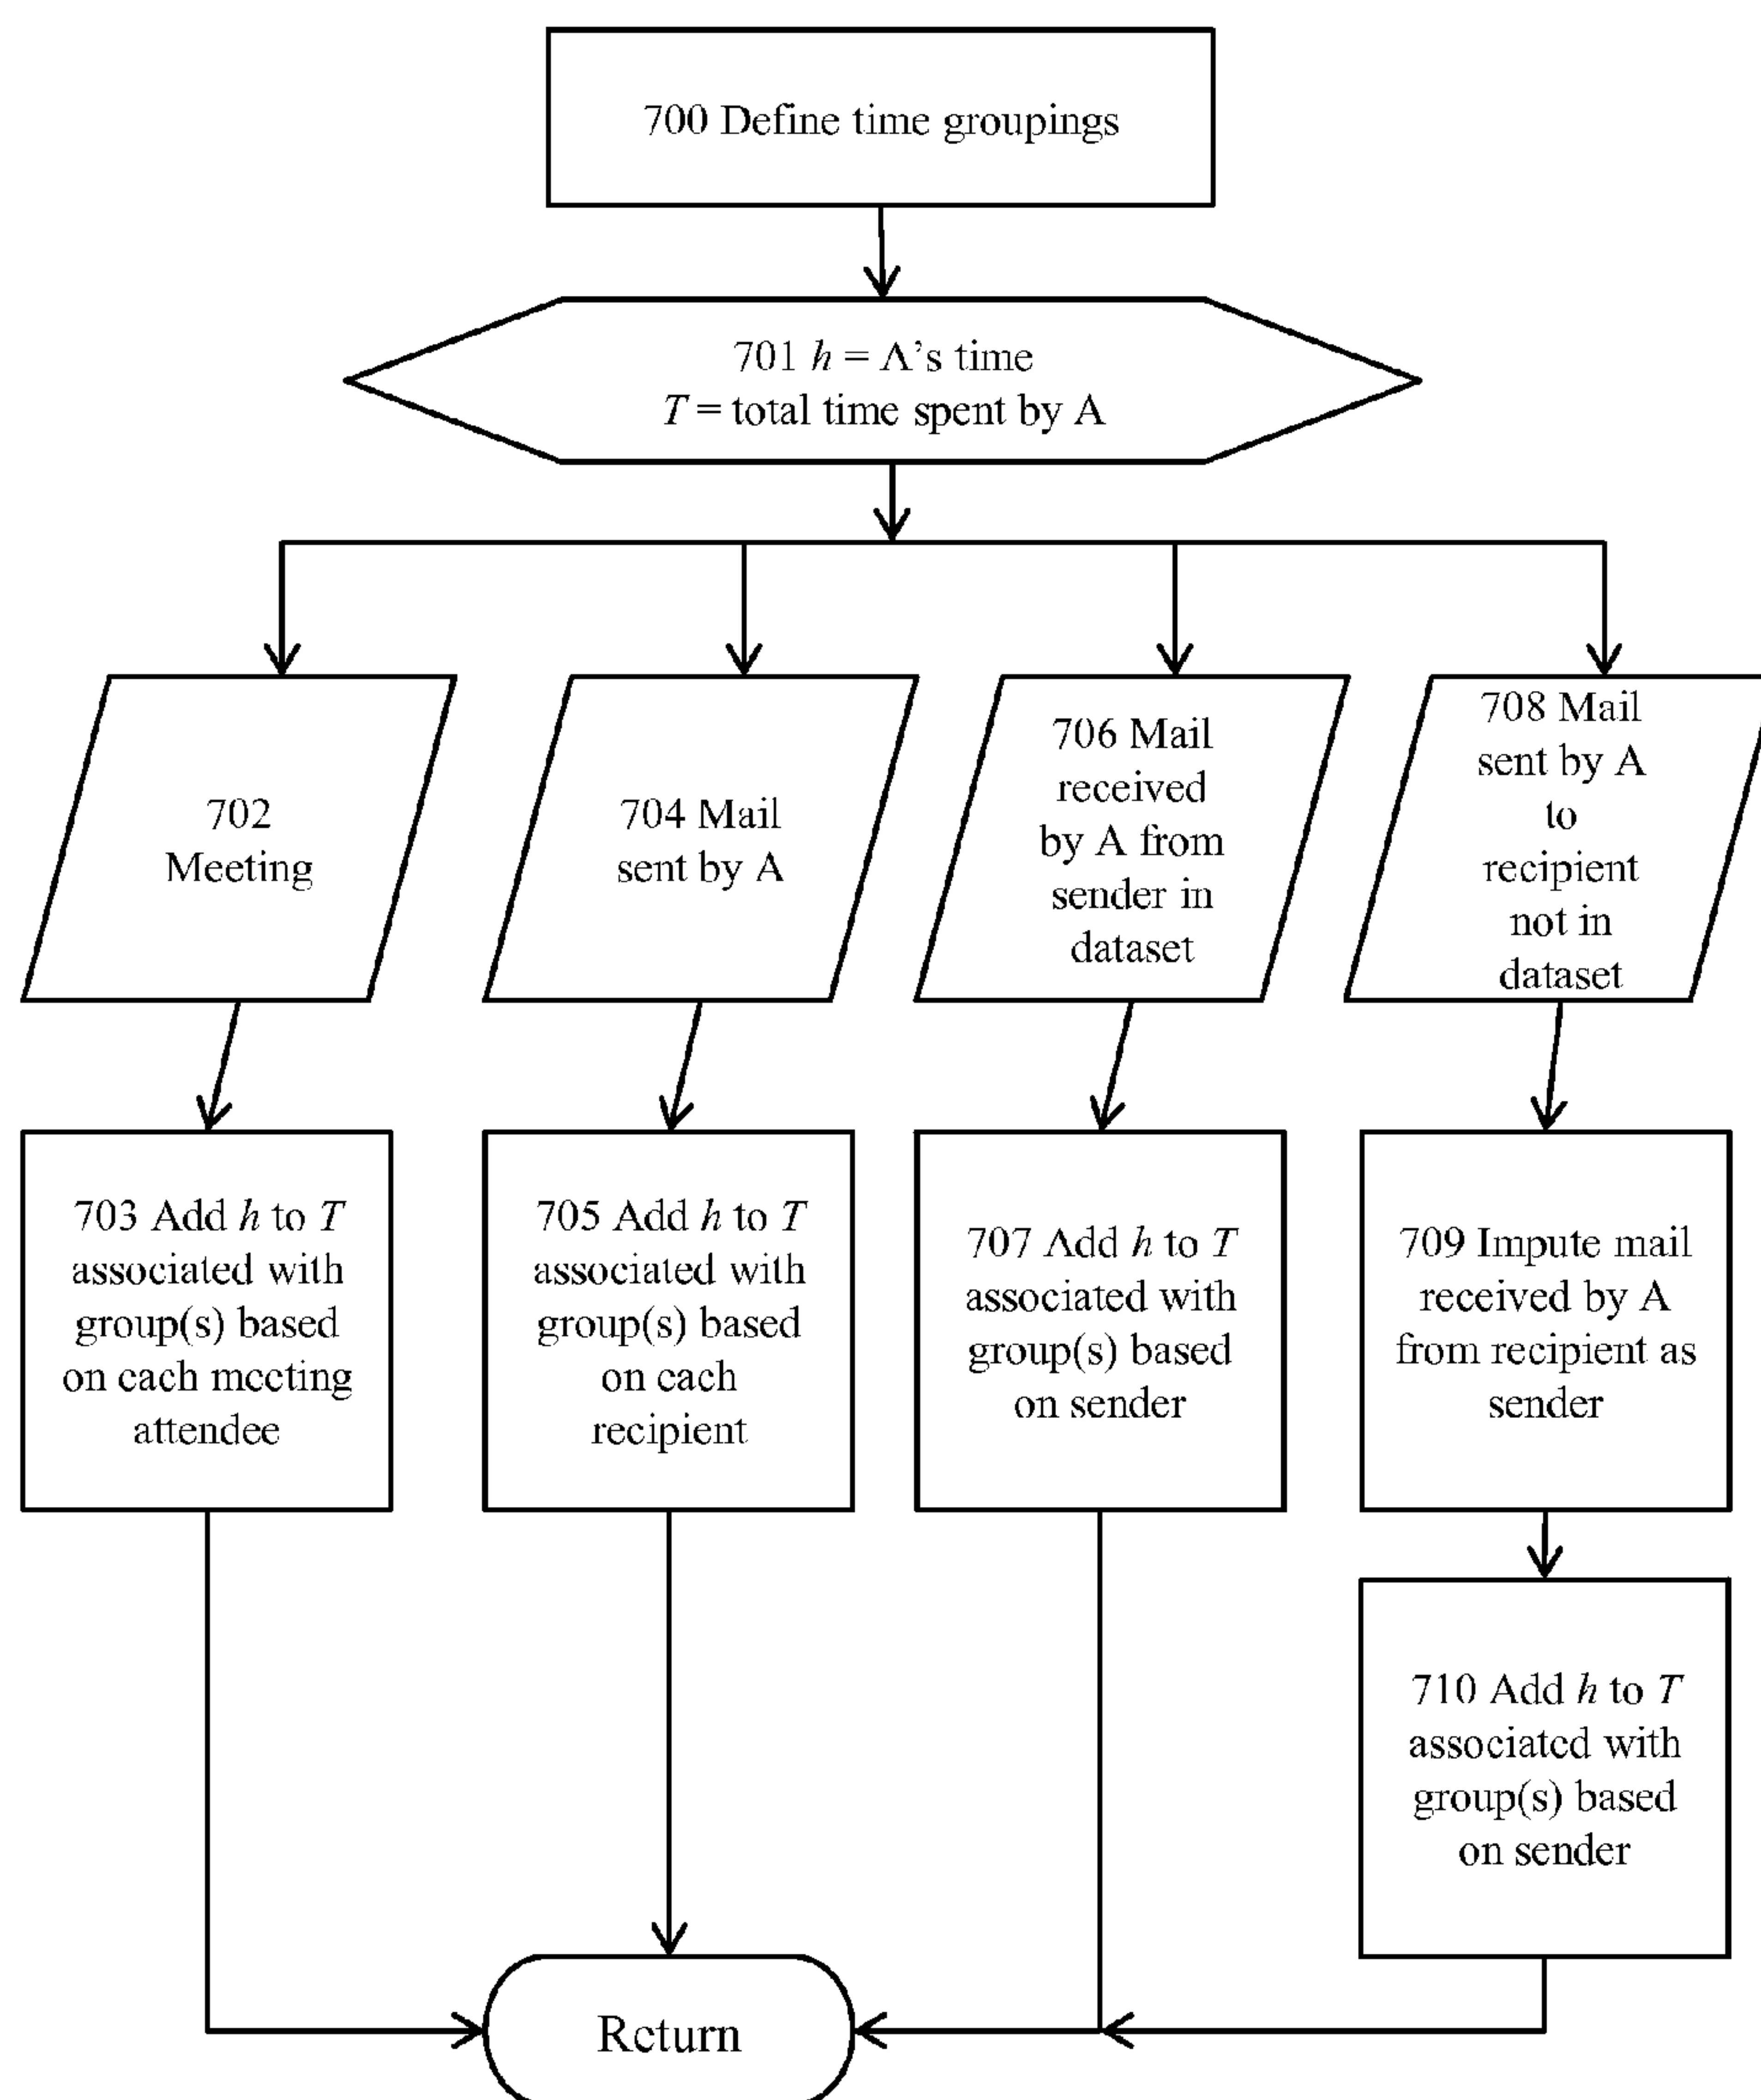 700 Define time groupings
701 h = A's time
T = total time spent by A
702
Meeting
704 Mail
sent by A
706 Mail
received
by A from
sender in
dataset
708 Mail
sent by A
to
recipient
not in
dataset
703 Add h to T
associated with
group(s) based
on each meeting
attendee
705 Add h to T
associated with
group(s) based
on each
recipient
707 Add h to T
associated with
group(s) based
on sender
709 Impute mail
received by A
from recipient as
sender
710 Add h to T
associated with
group(s) based
on sender
Return